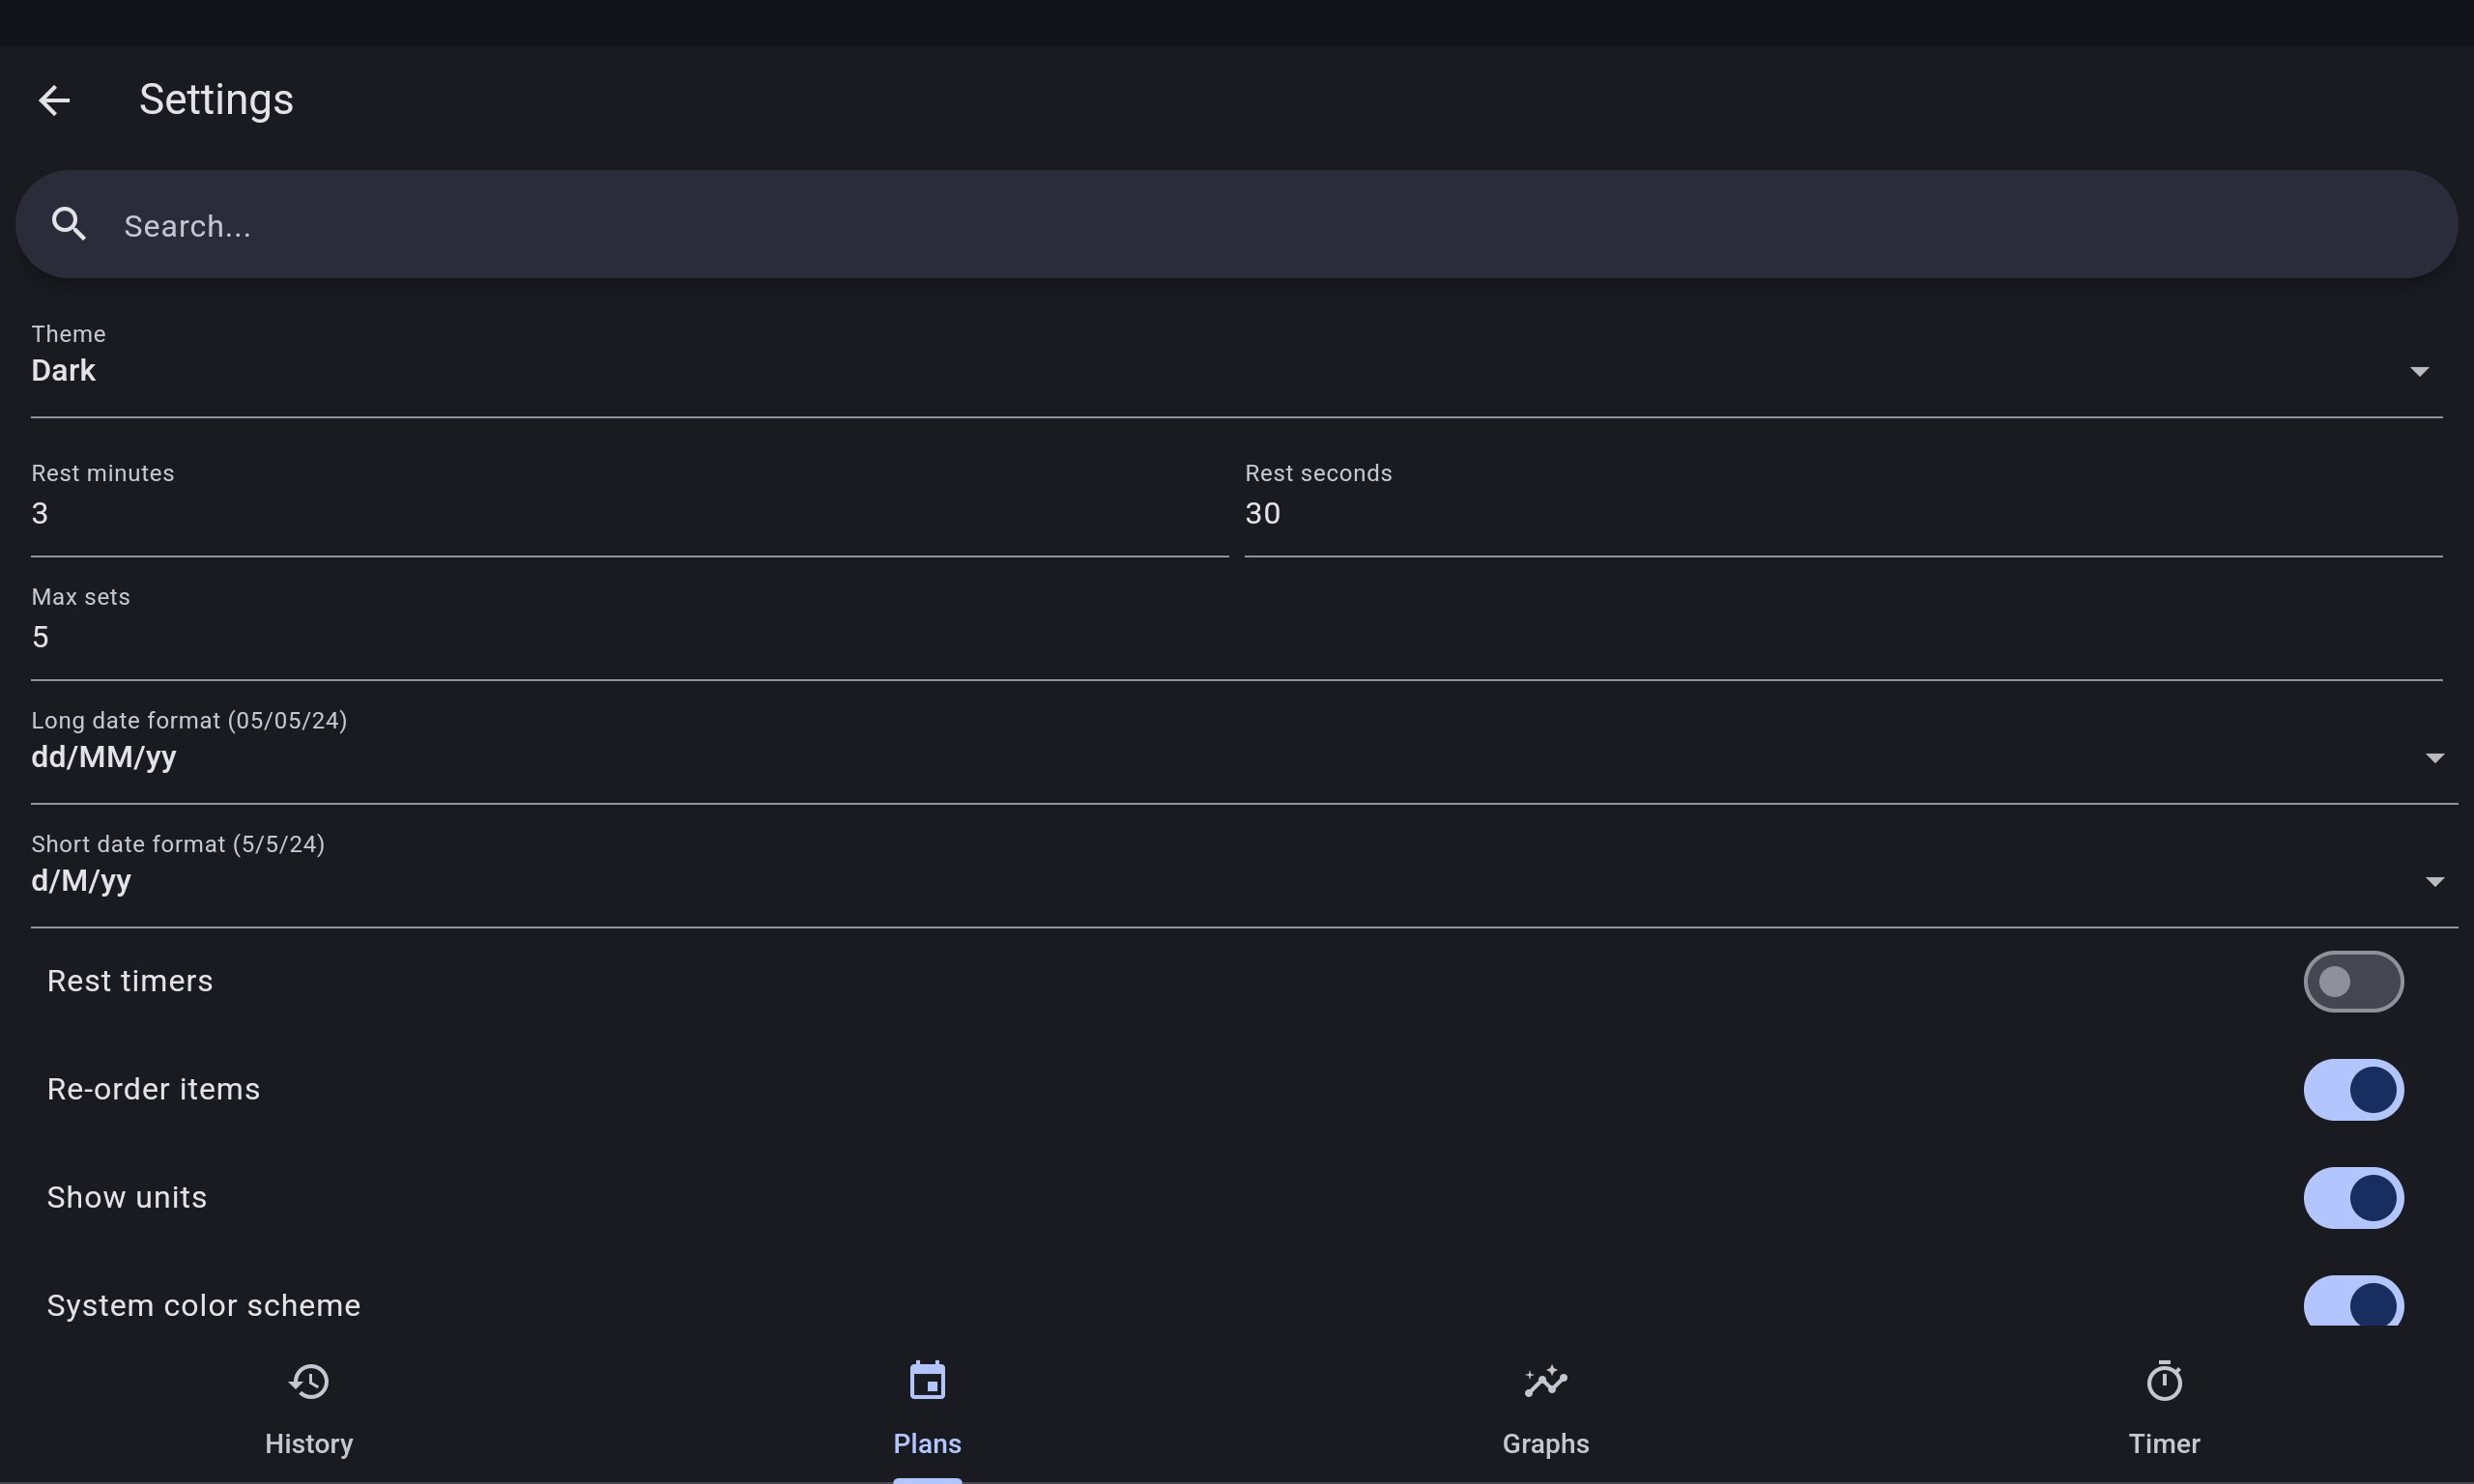 Settings
Search...
Theme
Dark
Rest minutes
3
Rest seconds
30
Max sets
5
Long date format (05/05/24)
dd/MM/yy
Short date format (5/5/24)
d/M/yy
Rest timers
Re-order items
Show units
System color scheme
History
Plans
Graphs
Timer